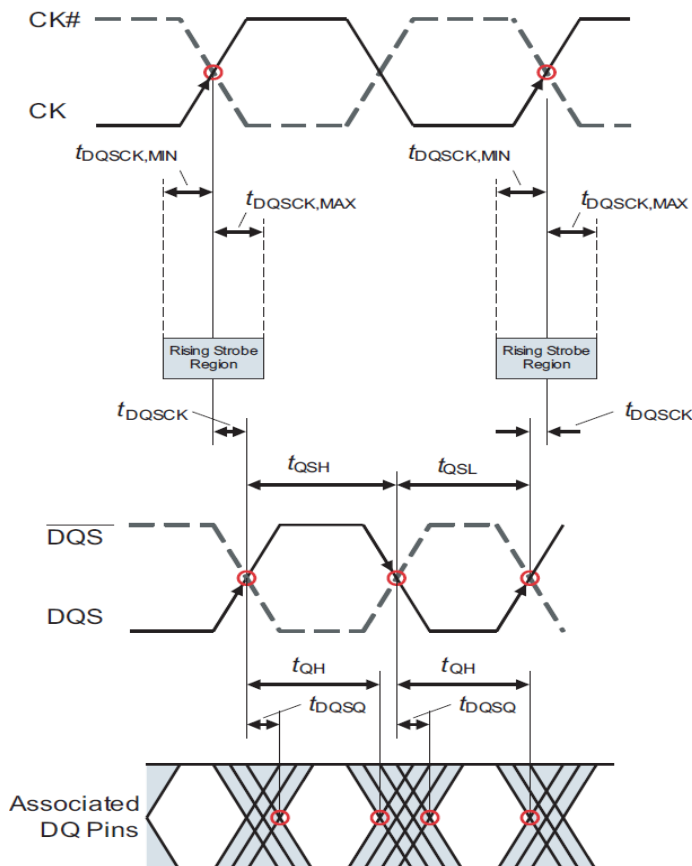 CK#
CK
tDQSCK,MIN
tDQSCK,MIN
tDQSCK,MAX
tDQSCK,MAX
Rising Strobe
Region
Rising Strobe
Region
tDQSCK
tDQSCK
tQSH
tQSL
DQS
DQS
tQH
tQH
tDQSQ
tDQSQ
Associated
DQ Pins